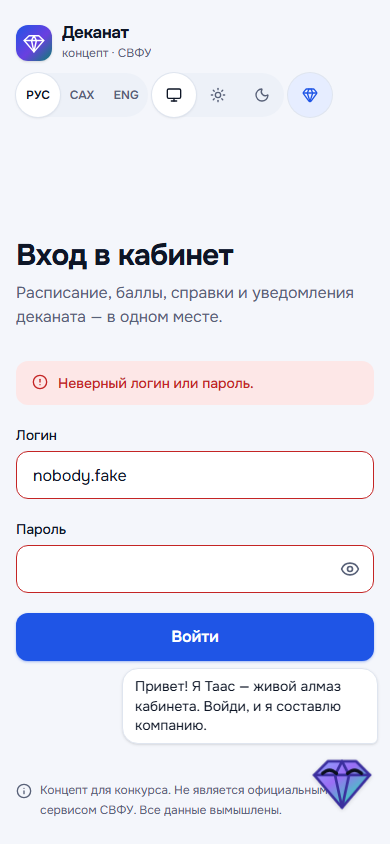 Деканат
концепт · СВФУ
РУС САХ ENG
Вход в кабинет
Расписание, баллы, справки и уведомления
деканата — в одном месте.
Неверный логин или пароль.
Логин
nobody.fake
Пароль
Войти
Привет! Я Таас — живой алмаз
кабинета. Войди, и я составлю
компанию.
Концепт для конкурса. Не является официальным
сервисом СВФУ. Все данные вымышлены.